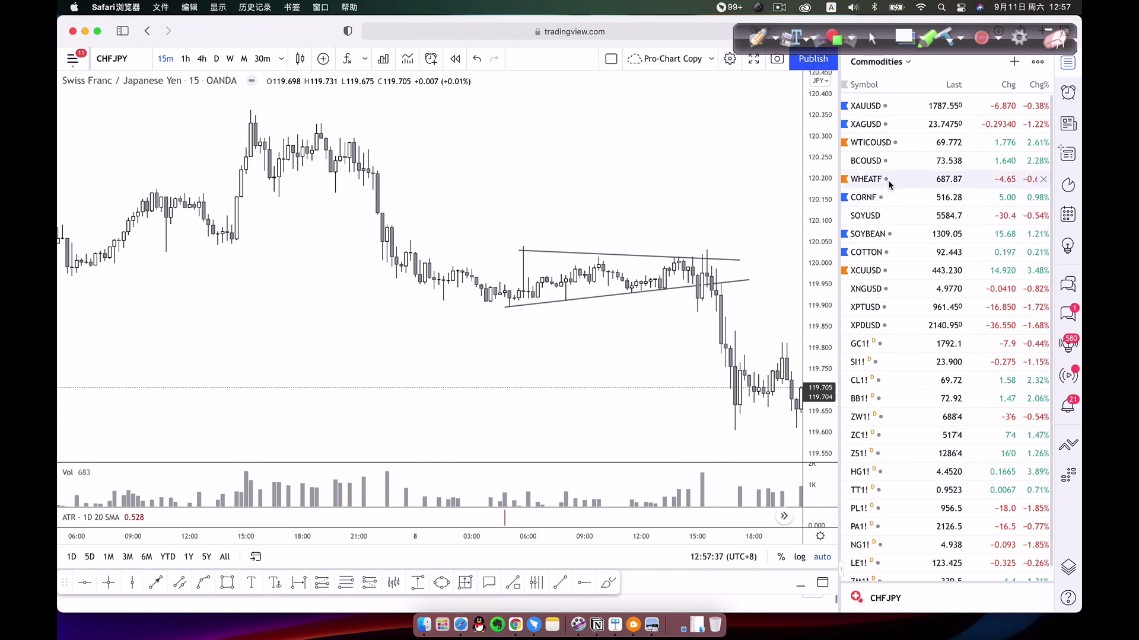 Safari浏览器 文件 编辑 显示 历史记录 书签 窗口 帮助 99+ A 9月11日 周六 12:57
tradingview.com
11 CHFJPY 15m 1h 4h D W M 30m Pro-Chart Copy Publish
Swiss Franc / Japanese Yen · 15 · OANDA O119.698 H119.731 L119.675 C119.705 +0.007 (+0.01%)
JPY
120.450
120.400
120.350
120.300
120.250
120.200
120.150
120.100
120.050
120.000
119.950
119.900
119.850
119.800
119.750
119.705
119.704
119.650
119.600
119.550
Vol 683
2K
1K
ATR · 1D 20 SMA 0.528
0.000
06:00 09:00 12:00 15:00 18:00 21:00 8 03:00 06:00 09:00 12:00 15:00 18:00
1D 5D 1M 3M 6M YTD 1Y 5Y All 12:57:37 (UTC+8) % log auto
Commodities
Symbol Last Chg Chg%
XAUUSD 1787.550 −6.870 −0.38%
XAGUSD 23.74750 −0.29340 −1.22%
WTICOUSD 69.772 1.776 2.61%
BCOUSD 73.538 1.640 2.28%
WHEATF 687.87 −4.65
CORNF 516.28 5.00 0.98%
SOYUSD 5584.7 −30.4 −0.54%
SOYBEAN 1309.05 15.68 1.21%
COTTON 92.443 0.197 0.21%
XCUUSD 443.230 14.920 3.48%
XNGUSD 4.9770 −0.0410 −0.82%
XPTUSD 961.450 −16.850 −1.72%
XPDUSD 2140.950 −36.550 −1.68%
GC1! D 1792.1 −7.9 −0.44%
SI1! D 23.900 −0.275 −1.15%
CL1! D 69.72 1.58 2.32%
BB1! D 72.92 1.47 2.06%
ZW1! D 688'4 −3'6 −0.54%
ZC1! D 517'4 7'4 1.47%
ZS1! D 1286'4 16'0 1.26%
HG1! D 4.4520 0.1665 3.89%
TT1! D 0.9523 0.0067 0.71%
PL1! D 956.5 −18.0 −1.85%
PA1! D 2126.5 −16.5 −0.77%
NG1! D 4.938 −0.093 −1.85%
LE1! D 123.425 −0.325 −0.26%
CHFJPY
1
580
21